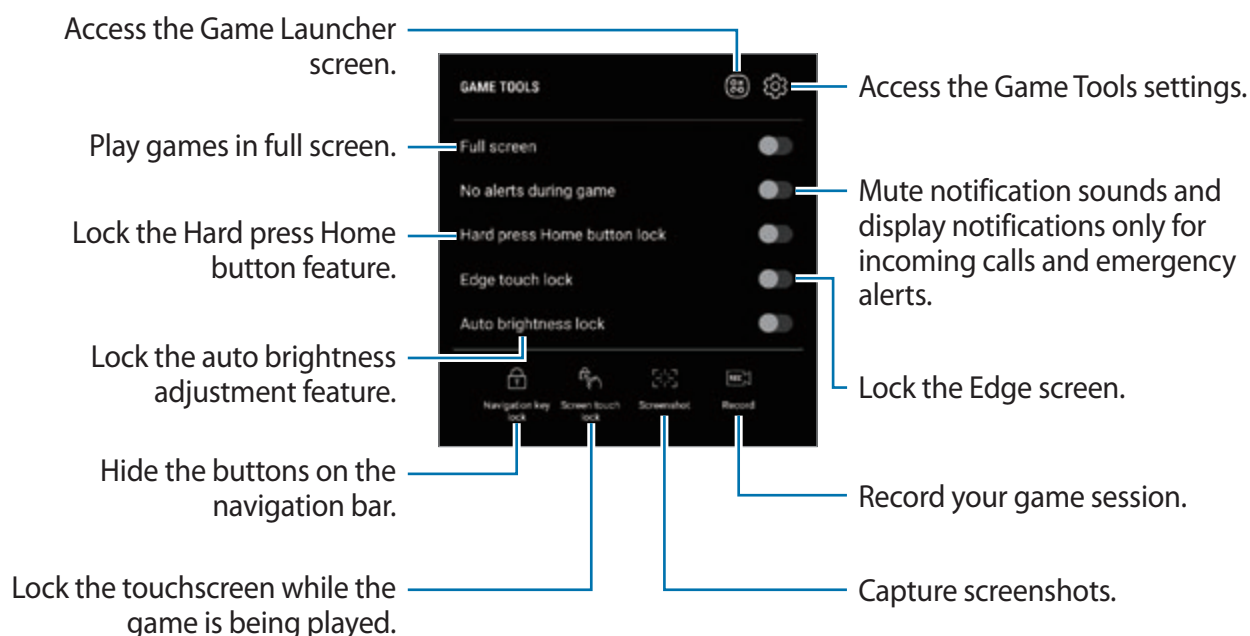 Access the Game Launcher
screen.
GAME TOOLS
Access the Game Tools settings.
Play games in full screen.
Full screen
No alerts during game
Mute notification sounds and
display notifications only for
incoming calls and emergency
alerts.
Lock the Hard press Home
button feature.
Hard press Home button lock
Edge touch lock
Auto brightness lock
Lock the auto brightness
adjustment feature.
Lock the Edge screen.
REC
Navigation key
lock
Screen touch
lock
Screenshot
Record
Hide the buttons on the
navigation bar.
Record your game session.
Lock the touchscreen while the
game is being played.
Capture screenshots.